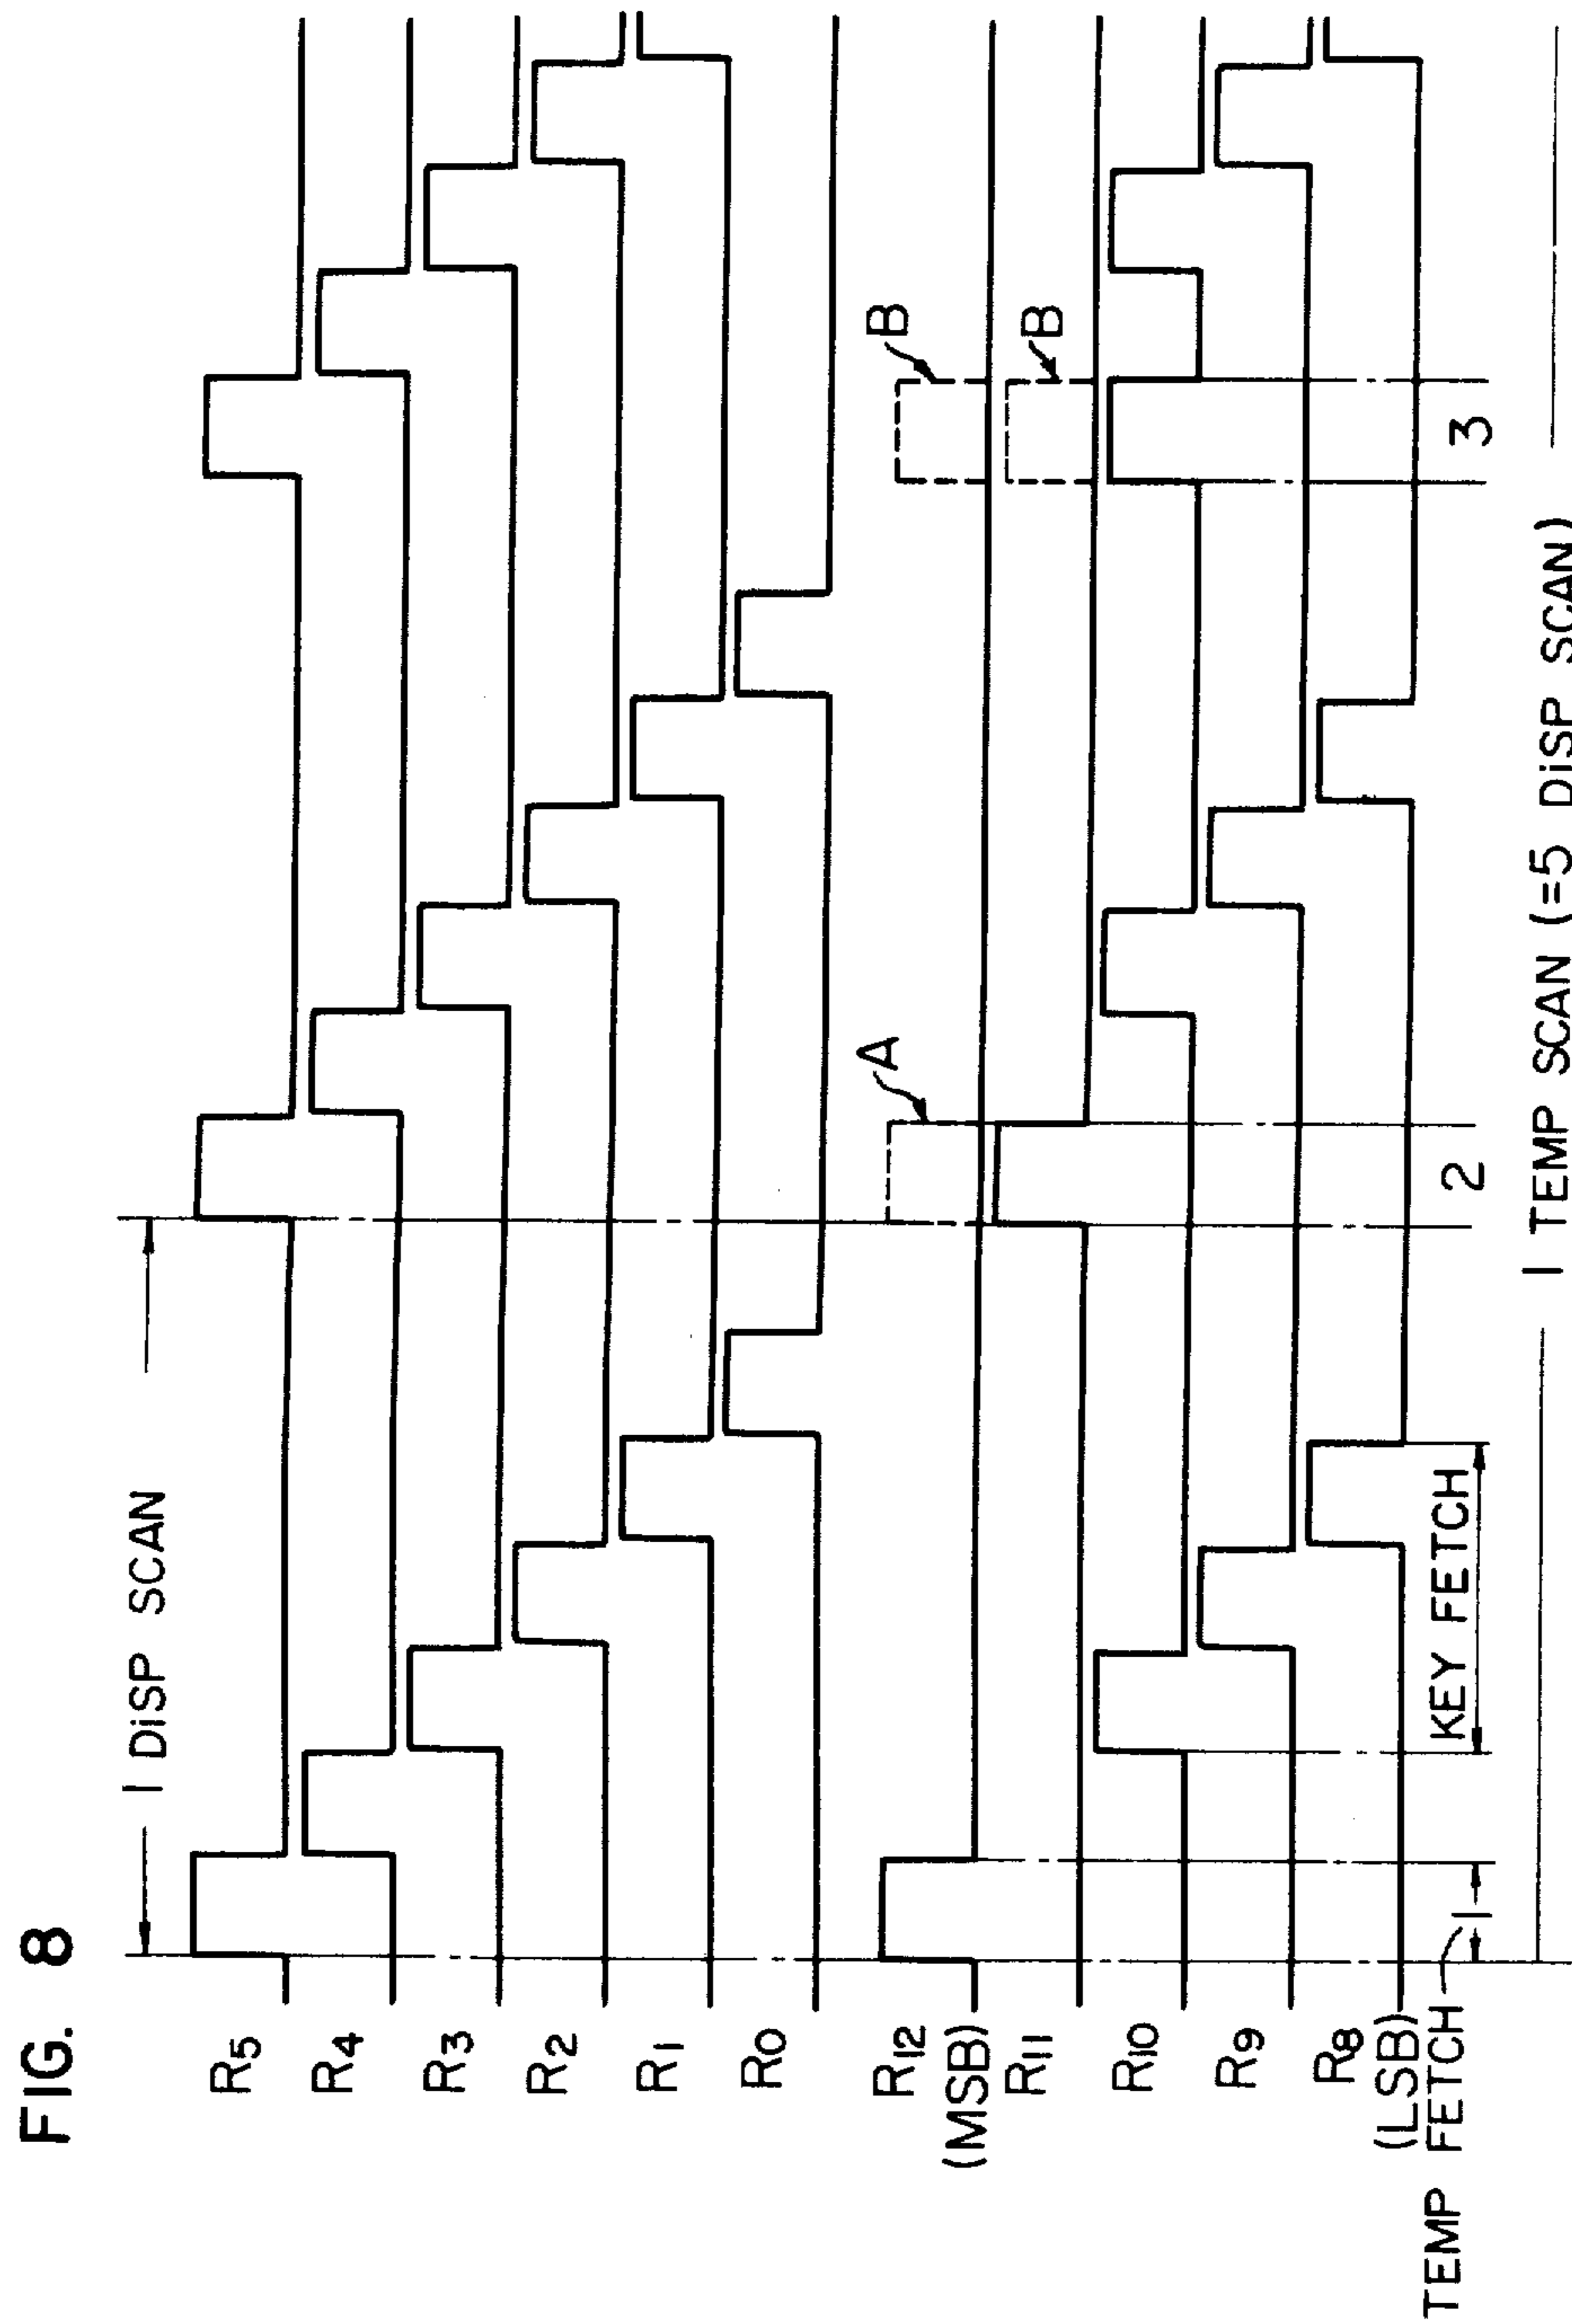 FIG. 8
1 DiSP SCAN
R5
R4
R3
R2
R1
R0
R12
(MSB)
A
B
R11
B
R10
R9
R8
(LSB)
TEMP FETCH
1
KEY FETCH
2
3
1 TEMP SCAN (=5 DiSP SCAN)